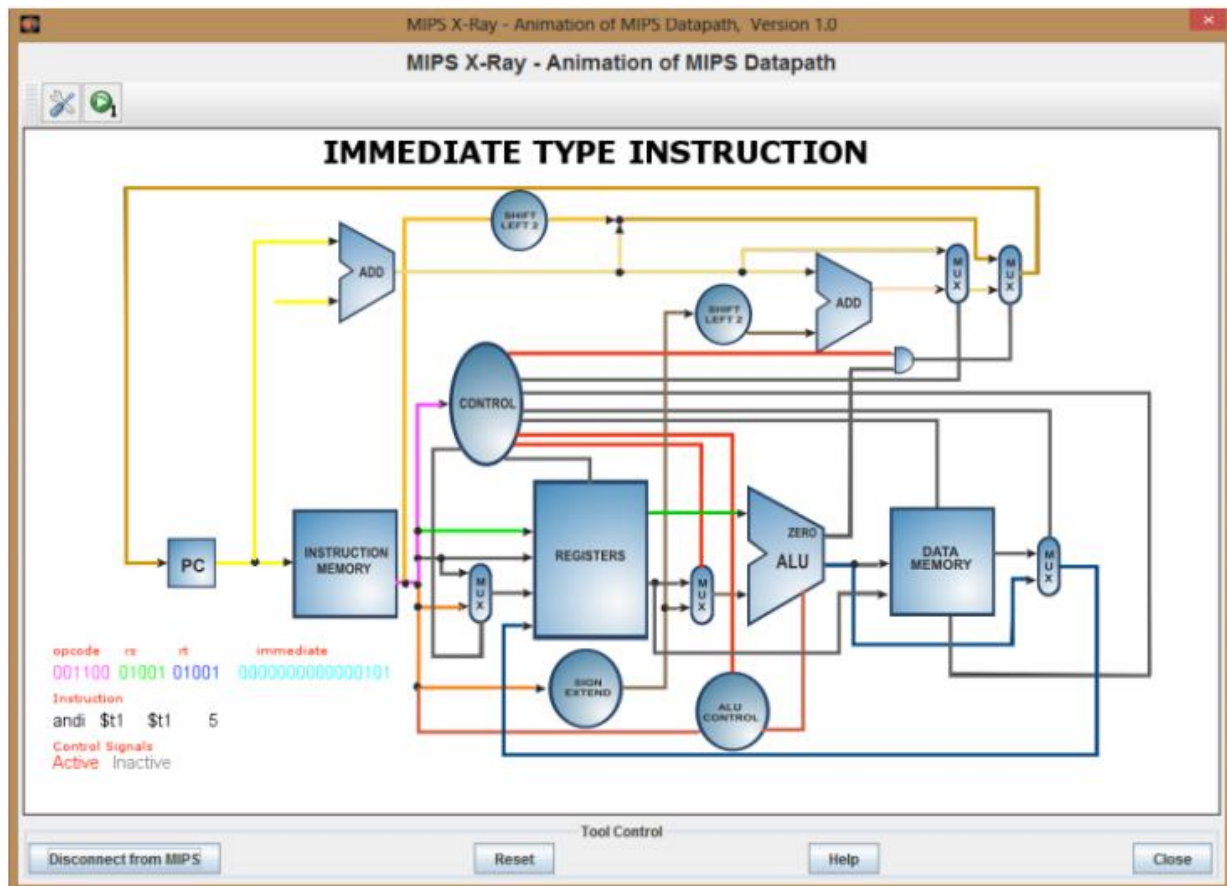 MIPS X-Ray - Animation of MIPS Datapath, Version 1.0
MIPS X-Ray - Animation of MIPS Datapath
1
IMMEDIATE TYPE INSTRUCTION
SHIFT
LEFT 2
ADD
MUX
MUX
SHIFT
LEFT 2
ADD
CONTROL
PC
INSTRUCTION
MEMORY
MUX
REGISTERS
MUX
ZERO
ALU
DATA
MEMORY
MUX
SIGN
EXTEND
ALU
CONTROL
opcode rs rt immediate
001100 01001 01001 0000000000000101
Instruction
andi $t1 $t1 5
Control Signals
Active Inactive
Tool Control
Disconnect from MIPS Reset Help Close